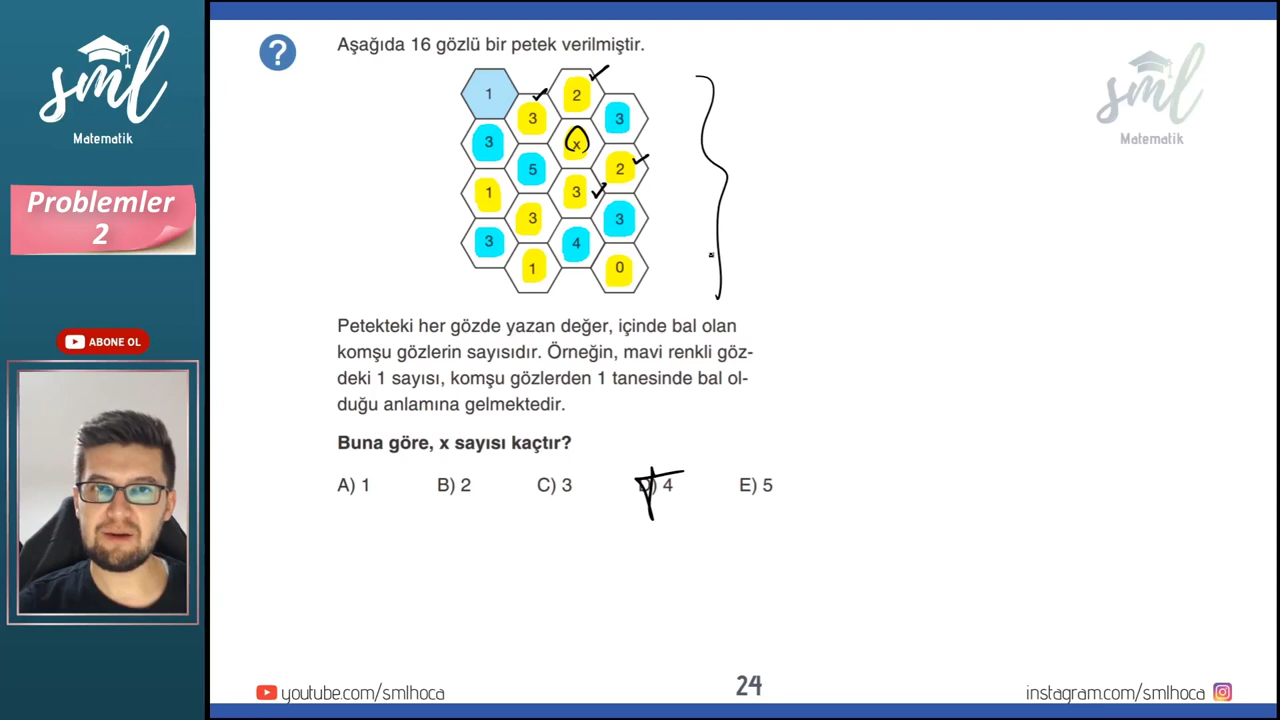 sml
Matematik
Problemler
2
ABONE OL
?
Aşağıda 16 gözlü bir petek verilmiştir.
1
2
3
3
3
x
5
2
1
3
3
3
3
4
1
0
Petekteki her gözde yazan değer, içinde bal olan
komşu gözlerin sayısıdır. Örneğin, mavi renkli göz-
deki 1 sayısı, komşu gözlerden 1 tanesinde bal ol-
duğu anlamına gelmektedir.
Buna göre, x sayısı kaçtır?
A) 1 B) 2 C) 3 D) 4 E) 5
sml
Matematik
youtube.com/smlhoca
24
instagram.com/smlhoca